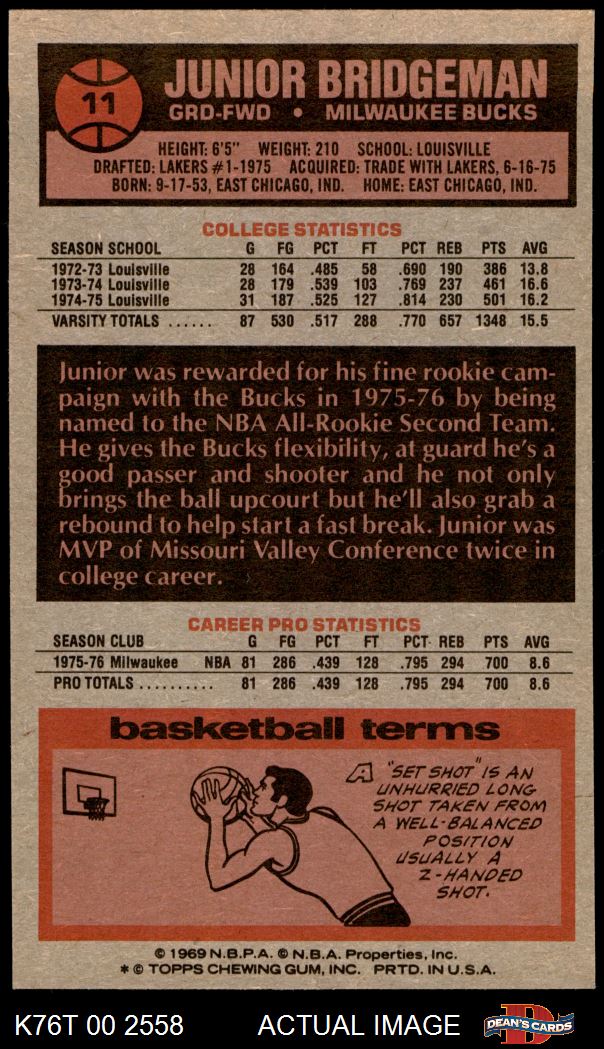 11
JUNIOR BRIDGEMAN
GRD-FWD • MILWAUKEE BUCKS
HEIGHT: 6'5" WEIGHT: 210 SCHOOL: LOUISVILLE
DRAFTED: LAKERS #1-1975 ACQUIRED: TRADE WITH LAKERS, 6-16-75
BORN: 9-17-53, EAST CHICAGO, IND. HOME: EAST CHICAGO, IND.
COLLEGE STATISTICS
SEASON SCHOOL G FG PCT FT PCT REB PTS AVG
1972-73 Louisville 28 164 .485 58 .690 190 386 13.8
1973-74 Louisville 28 179 .539 103 .769 237 461 16.6
1974-75 Louisville 31 187 .525 127 .814 230 501 16.2
VARSITY TOTALS ...... 87 530 .517 288 .770 657 1348 15.5
Junior was rewarded for his fine rookie cam-
paign with the Bucks in 1975-76 by being
named to the NBA All-Rookie Second Team.
He gives the Bucks flexibility, at guard he's a
good passer and shooter and he not only
brings the ball upcourt but he'll also grab a
rebound to help start a fast break. Junior was
MVP of Missouri Valley Conference twice in
college career.
CAREER PRO STATISTICS
SEASON CLUB G FG PCT FT PCT REB PTS AVG
1975-76 Milwaukee NBA 81 286 .439 128 .795 294 700 8.6
PRO TOTALS .......... 81 286 .439 128 .795 294 700 8.6
basketball terms
A "SET SHOT" IS AN
UNHURRIED LONG
SHOT TAKEN FROM
A WELL-BALANCED
POSITION
USUALLY A
2-HANDED
SHOT.
© 1969 N.B.P.A. © N.B.A. Properties, Inc.
* © TOPPS CHEWING GUM, INC. PRTD. IN U.S.A.
K76T 00 2558 ACTUAL IMAGE D DEAN'S CARDS